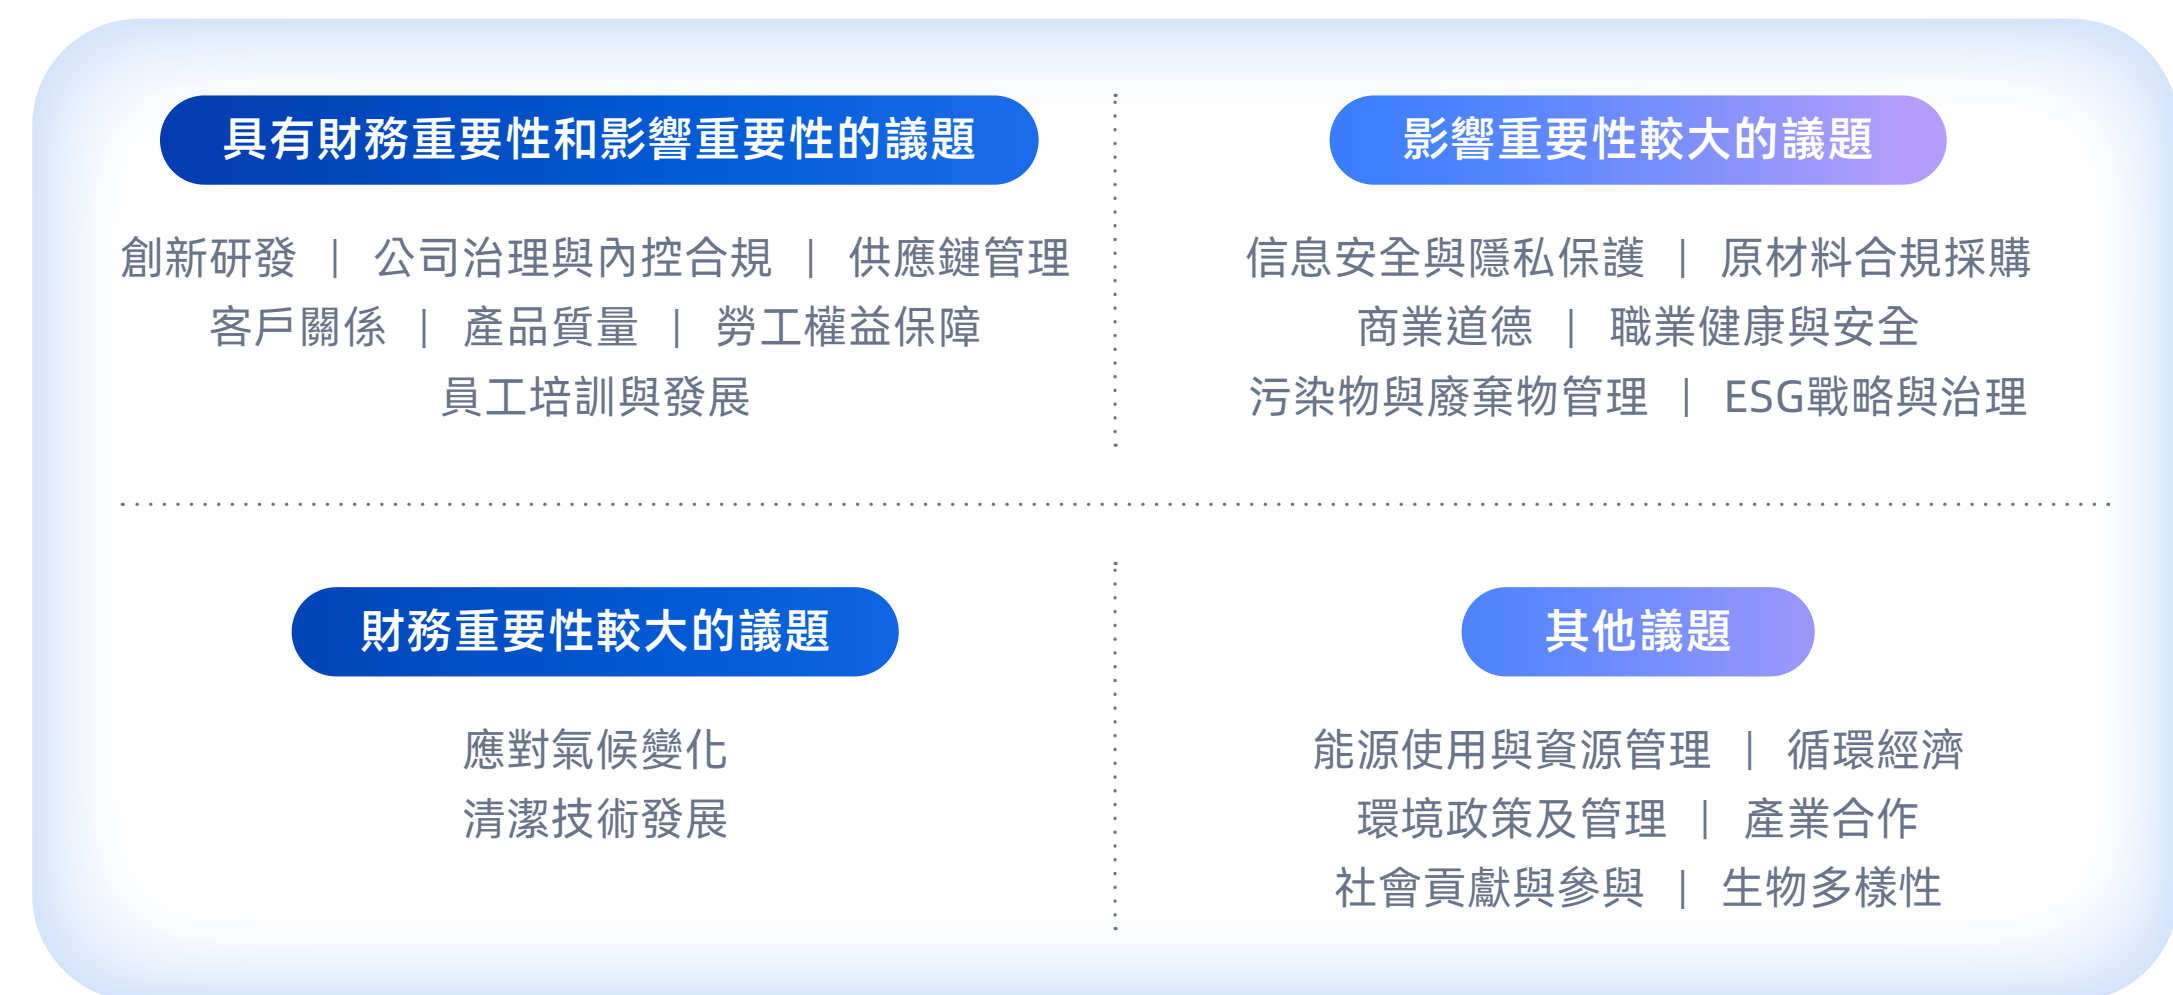 具有財務重要性和影響重要性的議題
創新研發 | 公司治理與內控合規 | 供應鏈管理
客戶關係 | 產品質量 | 勞工權益保障
員工培訓與發展
影響重要性較大的議題
信息安全與隱私保護 | 原材料合規採購
商業道德 | 職業健康與安全
污染物與廢棄物管理 | ESG戰略與治理
財務重要性較大的議題
應對氣候變化
清潔技術發展
其他議題
能源使用與資源管理 | 循環經濟
環境政策及管理 | 產業合作
社會貢獻與參與 | 生物多樣性